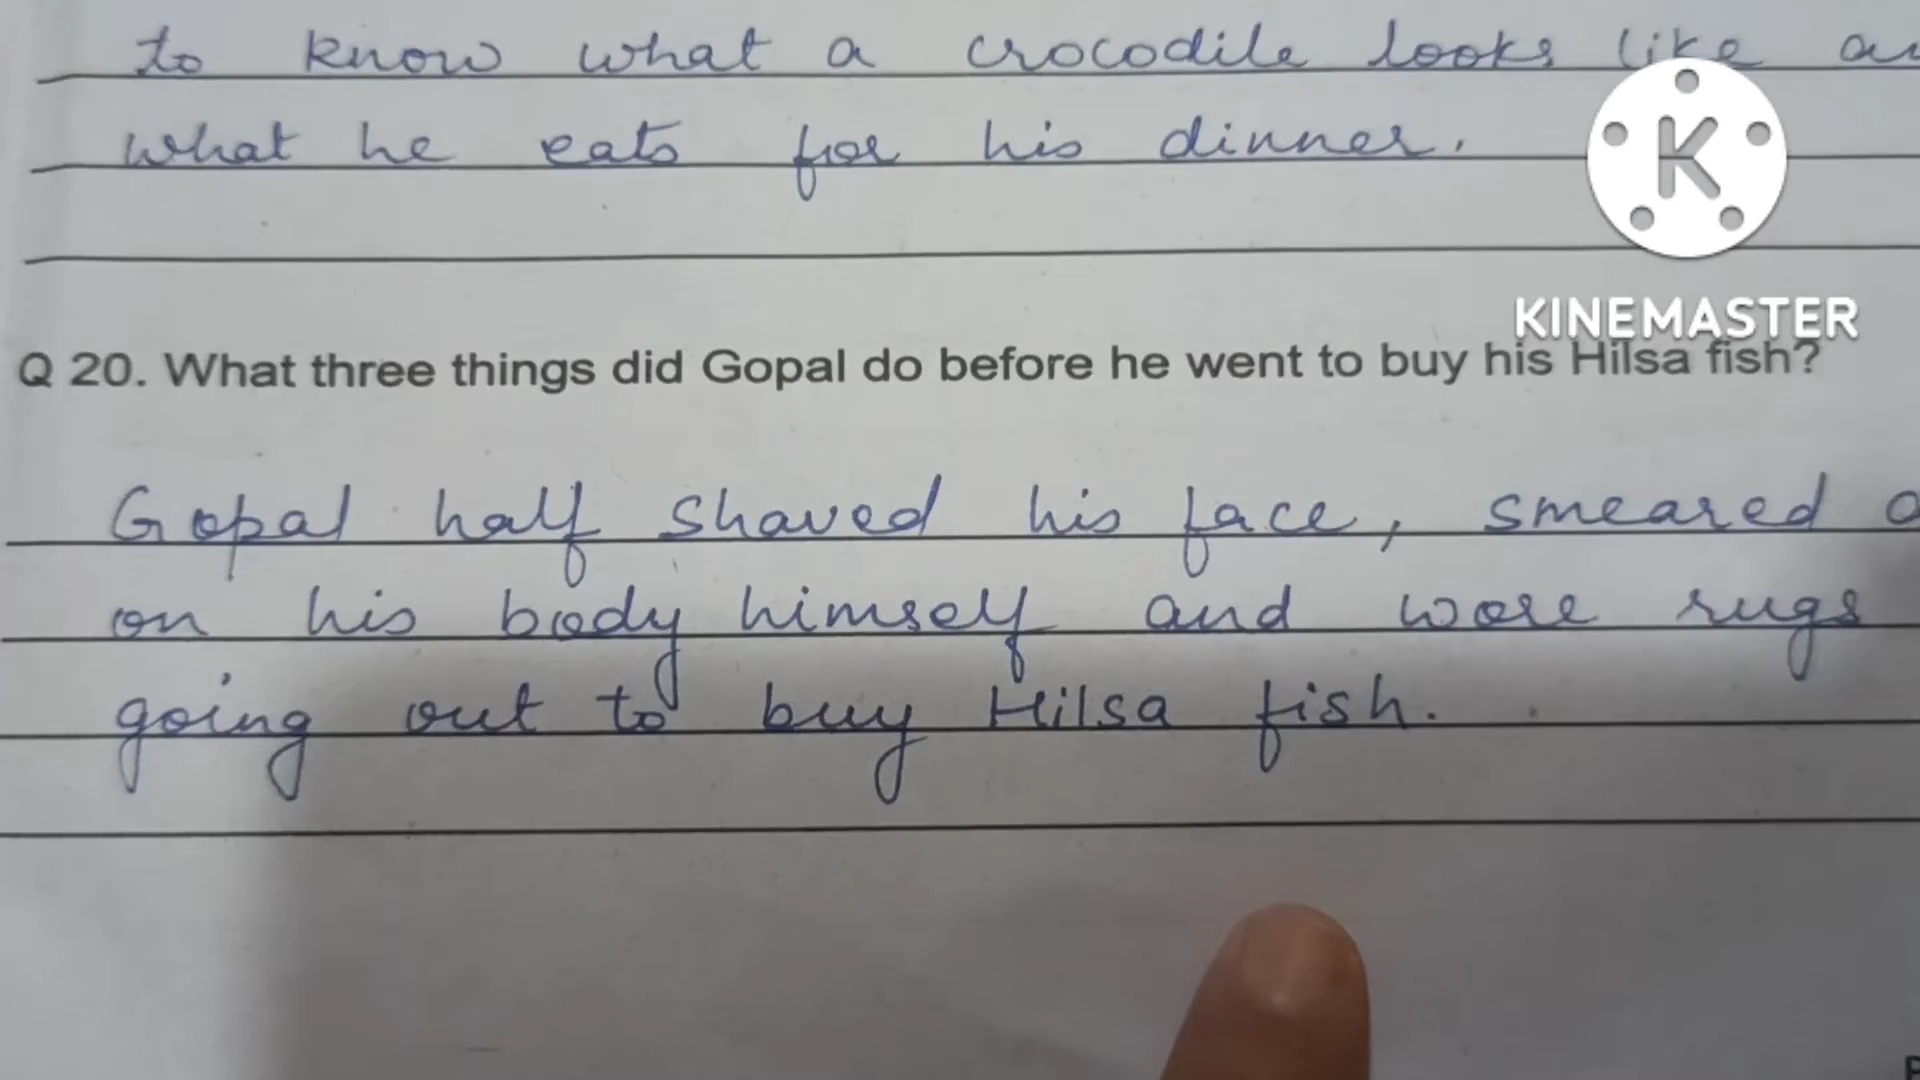 to know what a crocodile looks like
what he eats for his dinner.
K
KINEMASTER
Q 20. What three things did Gopal do before he went to buy his Hilsa fish?
Gopal half shaved his face, smeared
on his body himself and wore rugs
going out to buy Hilsa fish.